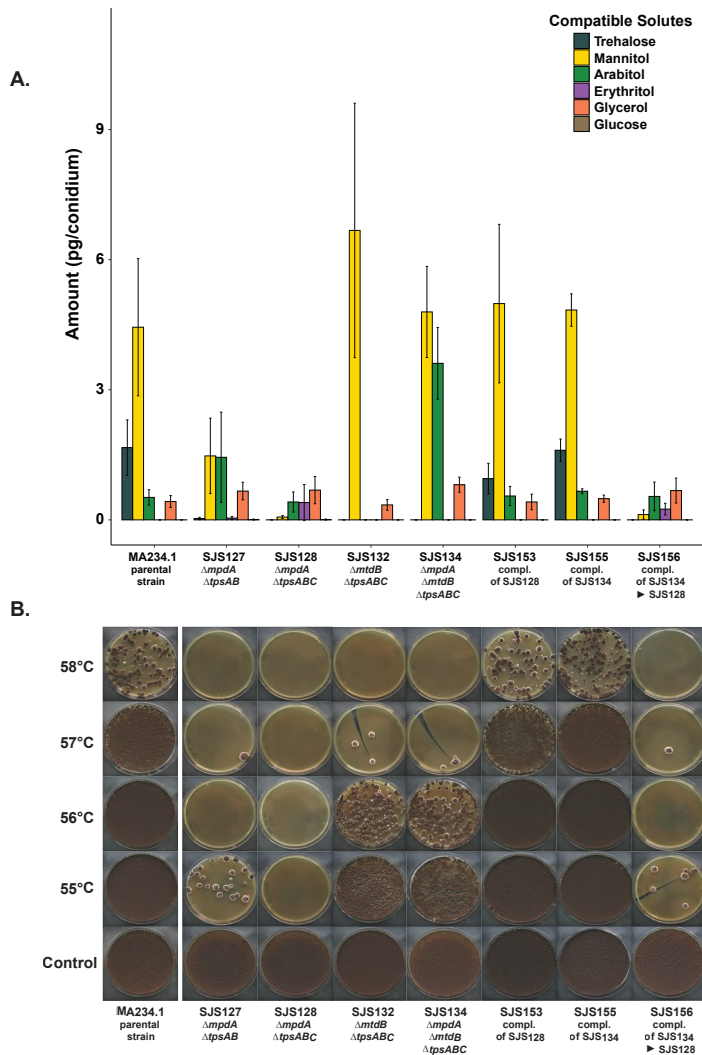 A.
Compatible Solutes
Trehalose
Mannitol
Arabitol
Erythritol
Glycerol
Glucose
Amount (pg/conidium)
9
6
3
0
MA234.1
parental
strain
SJS127
ΔmpdA
ΔtpsAB
SJS128
ΔmpdA
ΔtpsABC
SJS132
ΔmtdB
ΔtpsABC
SJS134
ΔmpdA
ΔmtdB
ΔtpsABC
SJS153
compl.
of SJS128
SJS155
compl.
of SJS134
SJS156
compl.
of SJS134
► SJS128
B.
58°C
57°C
56°C
55°C
Control
MA234.1
parental
strain
SJS127
ΔmpdA
ΔtpsAB
SJS128
ΔmpdA
ΔtpsABC
SJS132
ΔmtdB
ΔtpsABC
SJS134
ΔmpdA
ΔmtdB
ΔtpsABC
SJS153
compl.
of SJS128
SJS155
compl.
of SJS134
SJS156
compl.
of SJS134
► SJS128